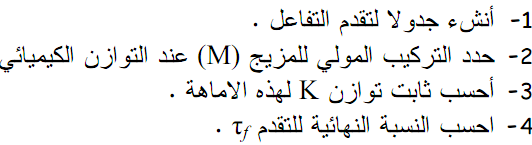 1- أنشء جدولا لتقدم التفاعل .
2- حدد التركيب المولي للمزيج (M) عند التوازن الكيميائي
3- أحسب ثابت توازن K لهذه الاماهة .
4- احسب النسبة النهائية للتقدم τf .